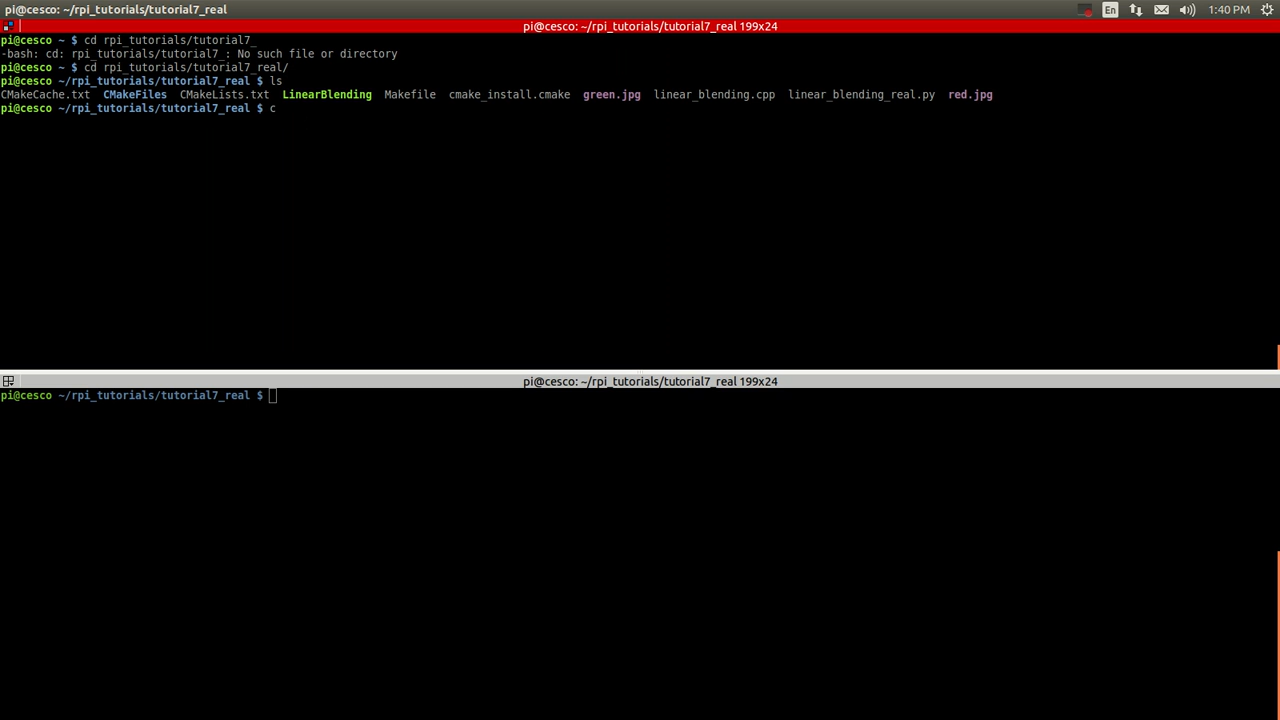 pi@cesco: ~/rpi_tutorials/tutorial7_real
En
1:40 PM
pi@cesco: ~/rpi_tutorials/tutorial7_real 199x24
pi@cesco ~ $ cd rpi_tutorials/tutorial7_
-bash: cd: rpi_tutorials/tutorial7_: No such file or directory
pi@cesco ~ $ cd rpi_tutorials/tutorial7_real/
pi@cesco ~/rpi_tutorials/tutorial7_real $ ls
CMakeCache.txt CMakeFiles CMakeLists.txt LinearBlending Makefile cmake_install.cmake green.jpg linear_blending.cpp linear_blending_real.py red.jpg
pi@cesco ~/rpi_tutorials/tutorial7_real $ c
pi@cesco: ~/rpi_tutorials/tutorial7_real 199x24
pi@cesco ~/rpi_tutorials/tutorial7_real $